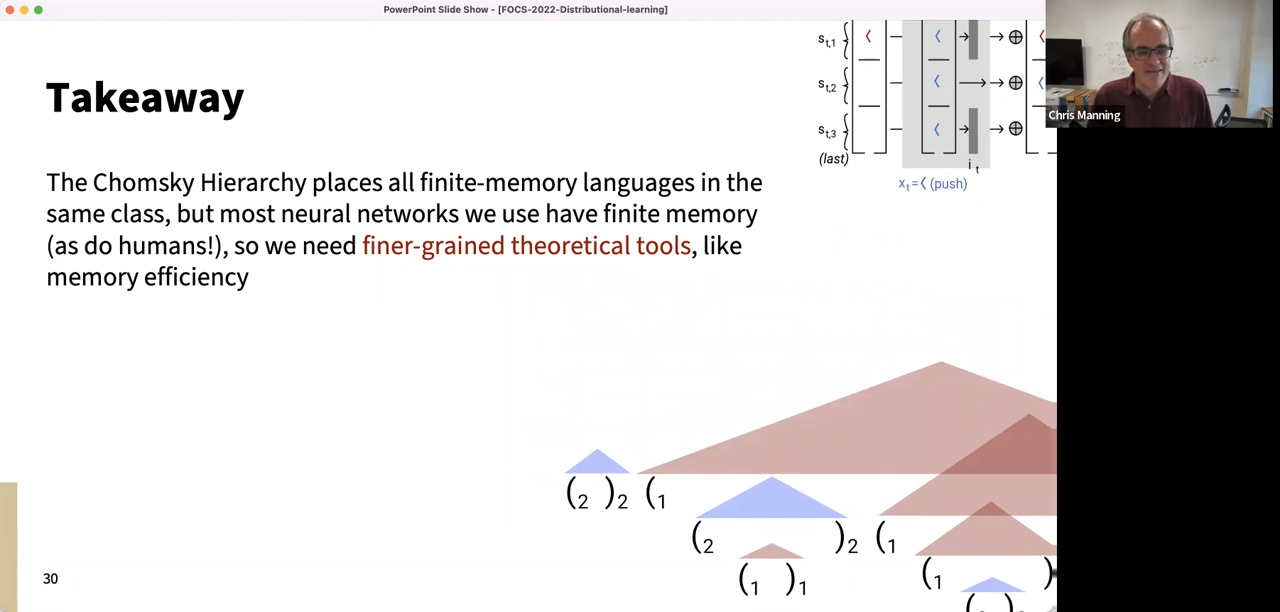 PowerPoint Slide Show - [FOCS-2022-Distributional-learning]
Takeaway
The Chomsky Hierarchy places all finite-memory languages in the
same class, but most neural networks we use have finite memory
(as do humans!), so we need finer-grained theoretical tools, like
memory efficiency
s_t,1 { ⟨ ⟨ → ⊕ ⟨
s_t,2 { ⟨ → ⊕ ⟨
s_t,3 { ⟨ → ⊕
(last)
i_t
x_t = ⟨ (push)
Chris Manning
(2 )2 (1
(2 )2 (1
(1 )1 (1 )
( )
30